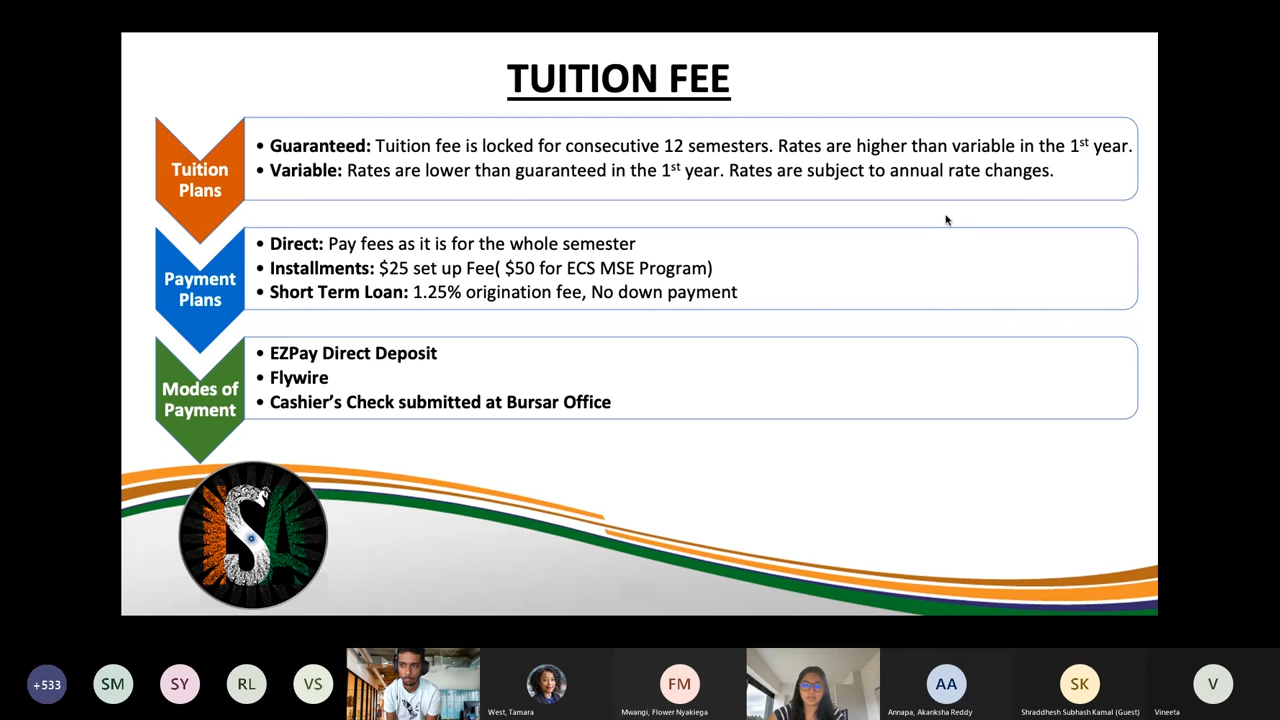 TUITION FEE
Tuition
Plans
• Guaranteed: Tuition fee is locked for consecutive 12 semesters. Rates are higher than variable in the 1st year.
• Variable: Rates are lower than guaranteed in the 1st year. Rates are subject to annual rate changes.
Payment
Plans
• Direct: Pay fees as it is for the whole semester
• Installments: $25 set up Fee( $50 for ECS MSE Program)
• Short Term Loan: 1.25% origination fee, No down payment
Modes of
Payment
• EZPay Direct Deposit
• Flywire
• Cashier’s Check submitted at Bursar Office
ISA
+533
SM
SY
RL
VS
West, Tamara
FM
Mwangi, Flower Nyakiega
AA
Annapa, Akanksha Reddy
SK
Shraddhesh Subhash Kamal (Guest)
V
Vineeta